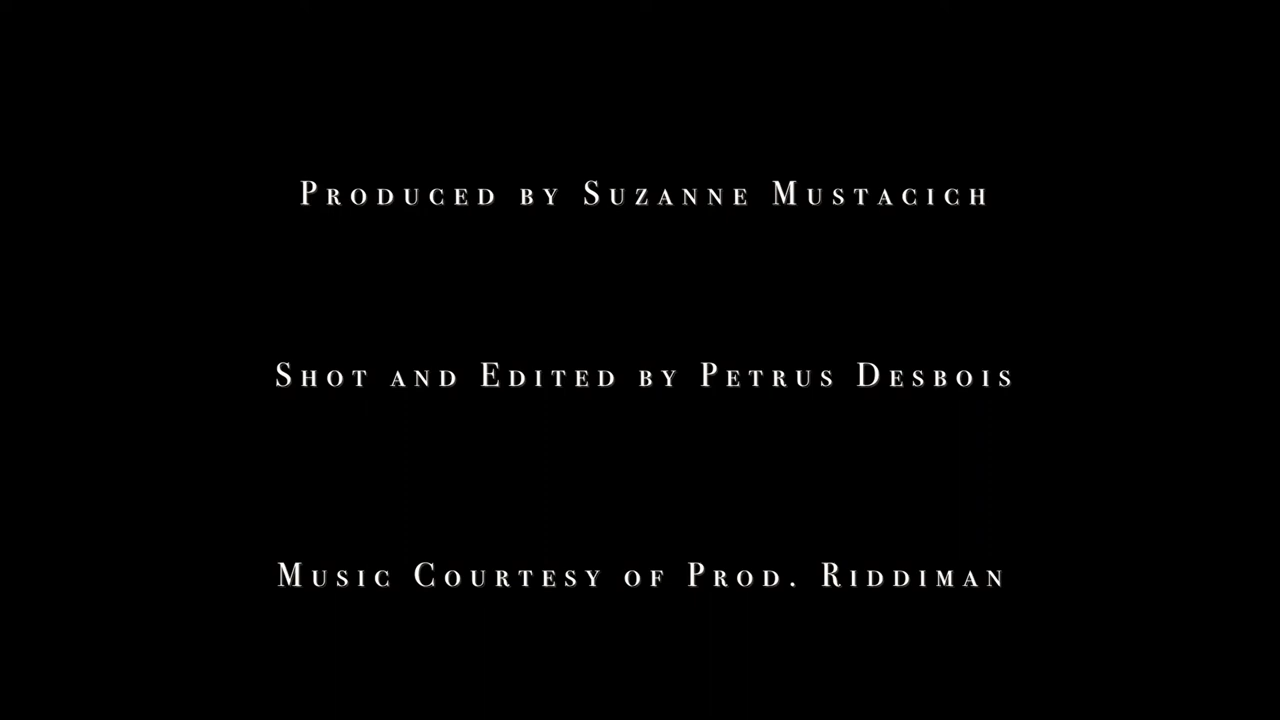 Produced by Suzanne Mustacich
Shot and Edited by Petrus Desbois
Music Courtesy of Prod. Riddiman